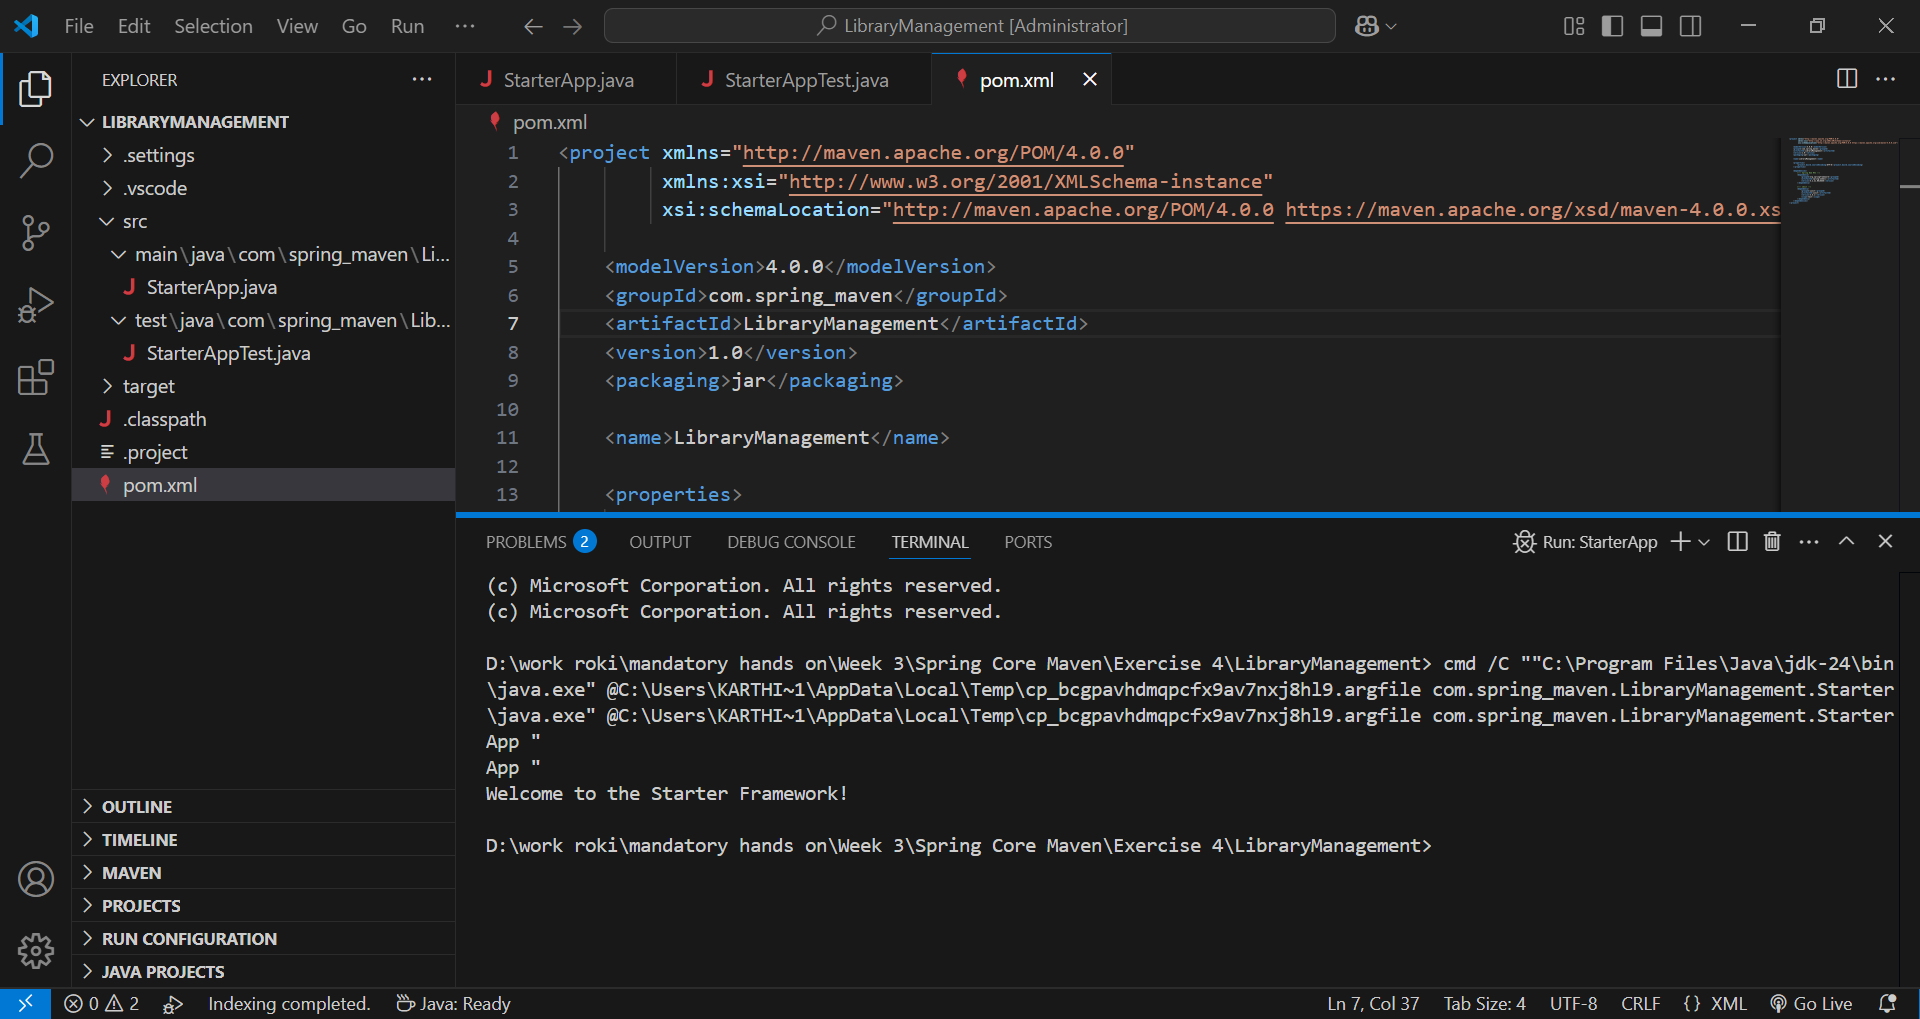 File Edit Selection View Go Run ··· LibraryManagement [Administrator]
EXPLORER ···
LIBRARYMANAGEMENT
.settings
.vscode
src
main\java\com\spring_maven\Li...
StarterApp.java
test\java\com\spring_maven\Lib...
StarterAppTest.java
target
.classpath
.project
pom.xml
OUTLINE
TIMELINE
MAVEN
PROJECTS
RUN CONFIGURATION
JAVA PROJECTS
StarterApp.java StarterAppTest.java pom.xml
pom.xml
1 <project xmlns="http://maven.apache.org/POM/4.0.0"
2 xmlns:xsi="http://www.w3.org/2001/XMLSchema-instance"
3 xsi:schemaLocation="http://maven.apache.org/POM/4.0.0 https://maven.apache.org/xsd/maven-4.0.0.xs
4
5 <modelVersion>4.0.0</modelVersion>
6 <groupId>com.spring_maven</groupId>
7 <artifactId>LibraryManagement</artifactId>
8 <version>1.0</version>
9 <packaging>jar</packaging>
10
11 <name>LibraryManagement</name>
12
13 <properties>
PROBLEMS 2 OUTPUT DEBUG CONSOLE TERMINAL PORTS Run: StarterApp
(c) Microsoft Corporation. All rights reserved.
(c) Microsoft Corporation. All rights reserved.
D:\work roki\mandatory hands on\Week 3\Spring Core Maven\Exercise 4\LibraryManagement> cmd /C ""C:\Program Files\Java\jdk-24\bin
\java.exe" @C:\Users\KARTHI~1\AppData\Local\Temp\cp_bcgpavhdmqpcfx9av7nxj8hl9.argfile com.spring_maven.LibraryManagement.Starter
\java.exe" @C:\Users\KARTHI~1\AppData\Local\Temp\cp_bcgpavhdmqpcfx9av7nxj8hl9.argfile com.spring_maven.LibraryManagement.Starter
App "
App "
Welcome to the Starter Framework!
D:\work roki\mandatory hands on\Week 3\Spring Core Maven\Exercise 4\LibraryManagement>
0 2 Indexing completed. Java: Ready Ln 7, Col 37 Tab Size: 4 UTF-8 CRLF {} XML Go Live